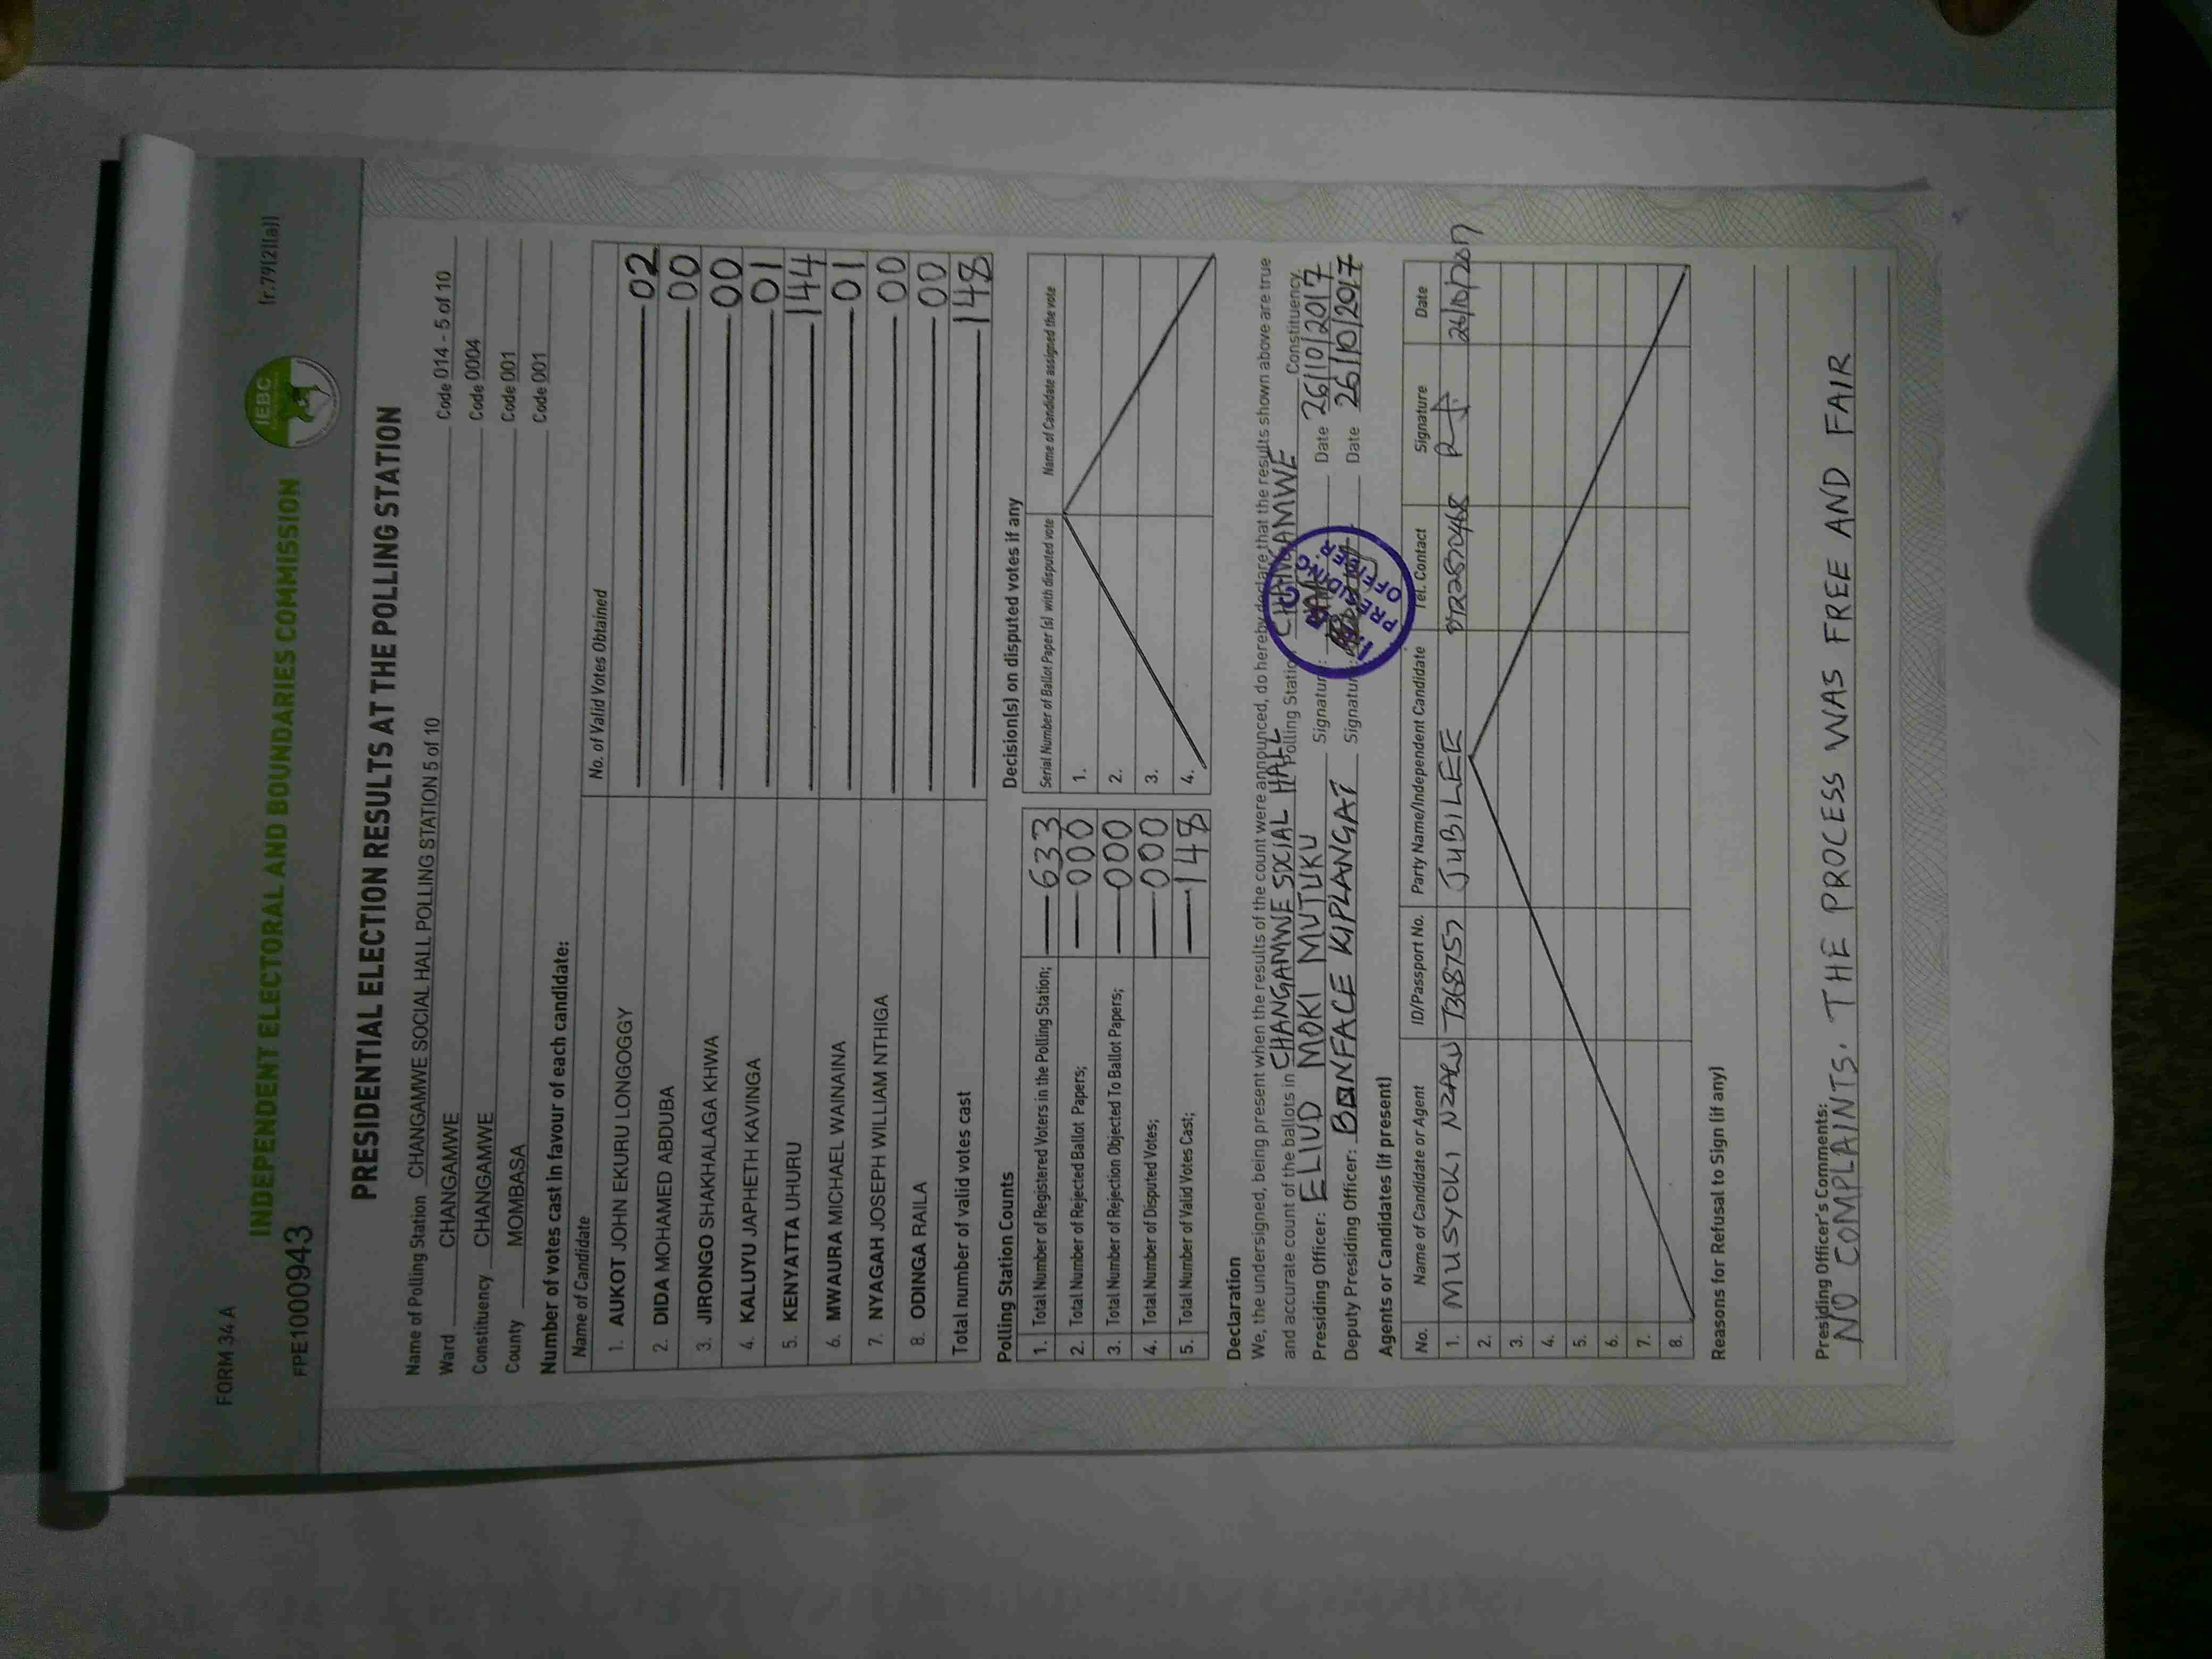 FORM 34 A
(r.79(2)(a))
INDEPENDENT ELECTORAL AND BOUNDARIES COMMISSION
IEBC
FPE1000943
PRESIDENTIAL ELECTION RESULTS AT THE POLLING STATION
Name of Polling Station CHANGAMWE SOCIAL HALL POLLING STATION 5 of 10 Code 014 - 5 of 10
Ward CHANGAMWE Code 0004
Constituency CHANGAMWE Code 001
County MOMBASA Code 001
Number of votes cast in favour of each candidate:
Name of Candidate No. of Valid Votes Obtained
1. AUKOT JOHN EKURU LONGOGGY 02
2. DIDA MOHAMED ABDUBA 00
3. JIRONGO SHAKHALAGA KHWA 00
4. KALUYU JAPHETH KAVINGA 01
5. KENYATTA UHURU 144
6. MWAURA MICHAEL WAINAINA 01
7. NYAGAH JOSEPH WILLIAM NTHIGA 00
8. ODINGA RAILA 00
Total number of valid votes cast 148
Polling Station Counts
1. Total Number of Registered Voters in the Polling Station; 633
2. Total Number of Rejected Ballot Papers; 000
3. Total Number of Rejection Objected To Ballot Papers; 000
4. Total Number of Disputed Votes; 000
5. Total Number of Valid Votes Cast; 148
Decision(s) on disputed votes if any
Serial Number of Ballot Paper (s) with disputed vote Name of Candidate assigned the vote
1.
2.
3.
4.
Declaration
We, the undersigned, being present when the results of the count were announced, do hereby declare that the results shown above are true
and accurate count of the ballots in CHANGAMWE SOCIAL HALL Polling Station CHANGAMWE Constituency.
Presiding Officer: ELIUD MOKI MUTUKU Signature: Date 26/10/2017
Deputy Presiding Officer: BONFACE KIPLANGAT Signature: Date 26/10/2017
PRESIDING OFFICER
Agents or Candidates (if present)
No. Name of Candidate or Agent ID/Passport No. Party Name/Independent Candidate Tel. Contact Signature Date
1. MUSYOKI NZALU 7368757 JUBILEE 26/10/2017
2.
3.
4.
5.
6.
7.
8.
Reasons for Refusal to Sign (if any)
Presiding Officer's Comments:
NO COMPLAINTS. THE PROCESS WAS FREE AND FAIR